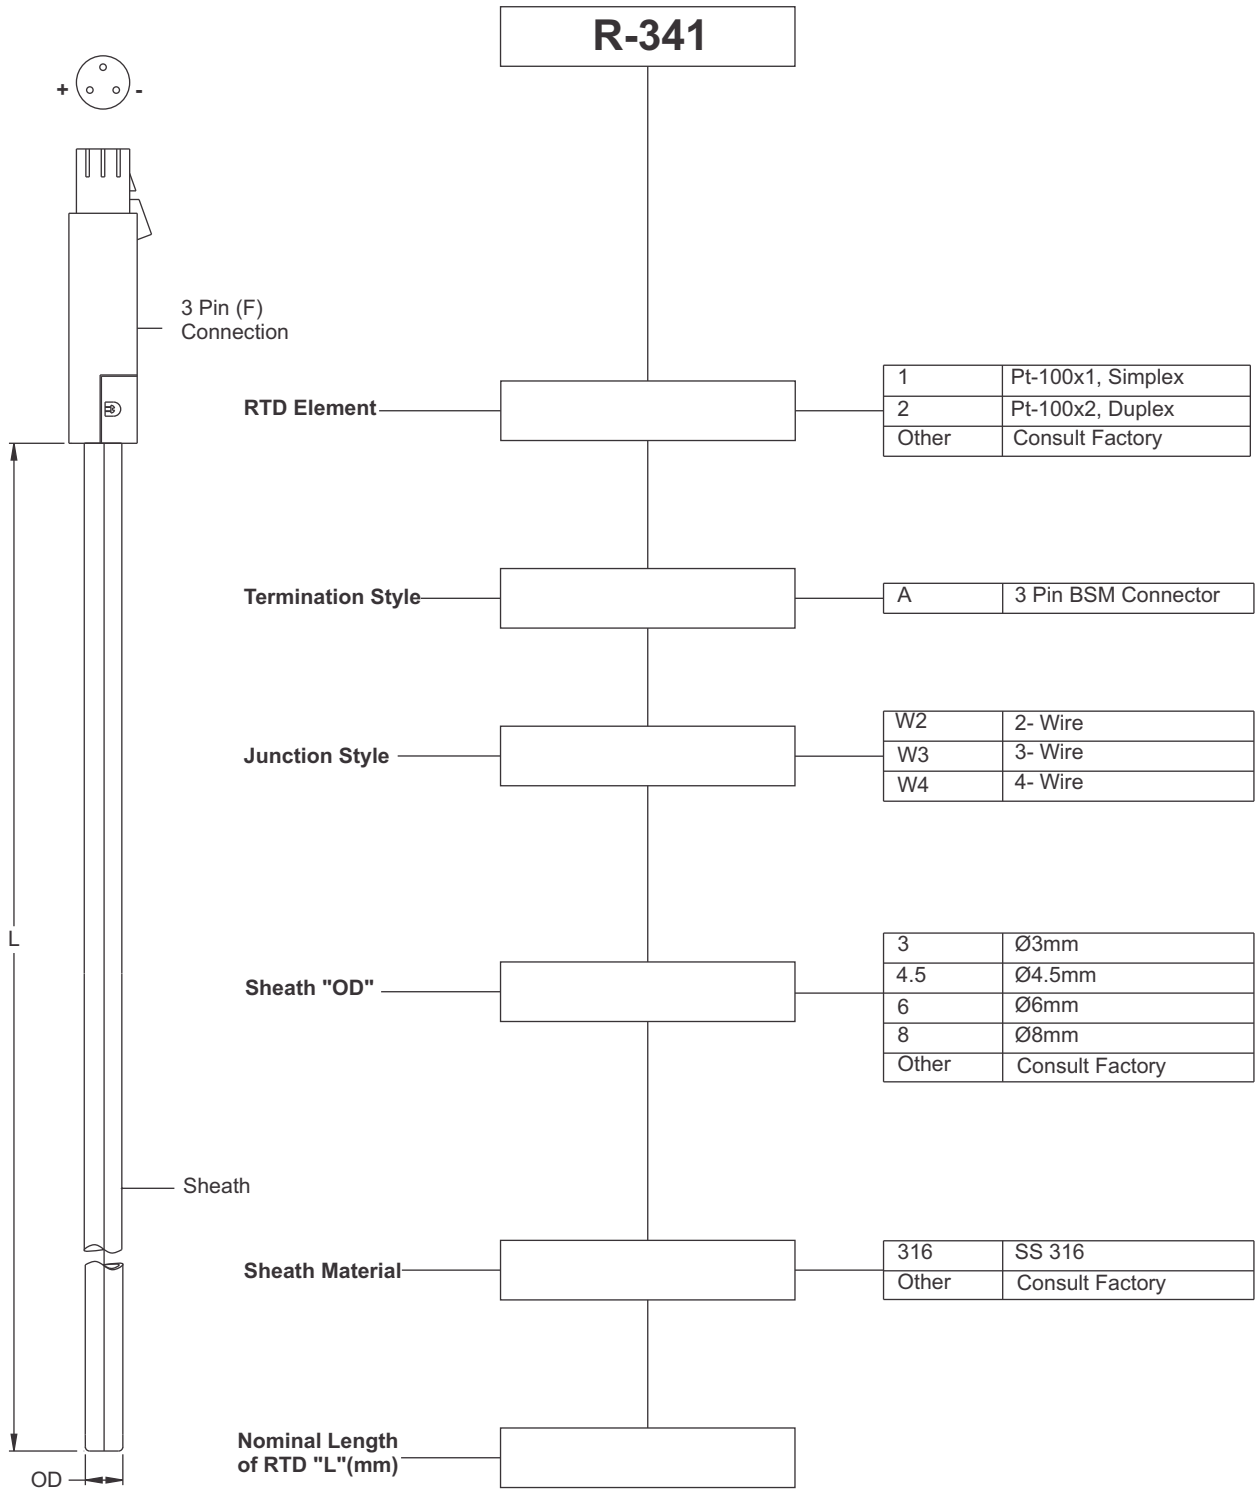 R-341
+ -
3 Pin (F)
Connection
RTD Element
1 Pt-100x1, Simplex
2 Pt-100x2, Duplex
Other Consult Factory
Termination Style
A 3 Pin BSM Connector
Junction Style
W2 2- Wire
W3 3- Wire
W4 4- Wire
L
Sheath "OD"
3 Ø3mm
4.5 Ø4.5mm
6 Ø6mm
8 Ø8mm
Other Consult Factory
Sheath
Sheath Material
316 SS 316
Other Consult Factory
Nominal Length
of RTD "L"(mm)
OD